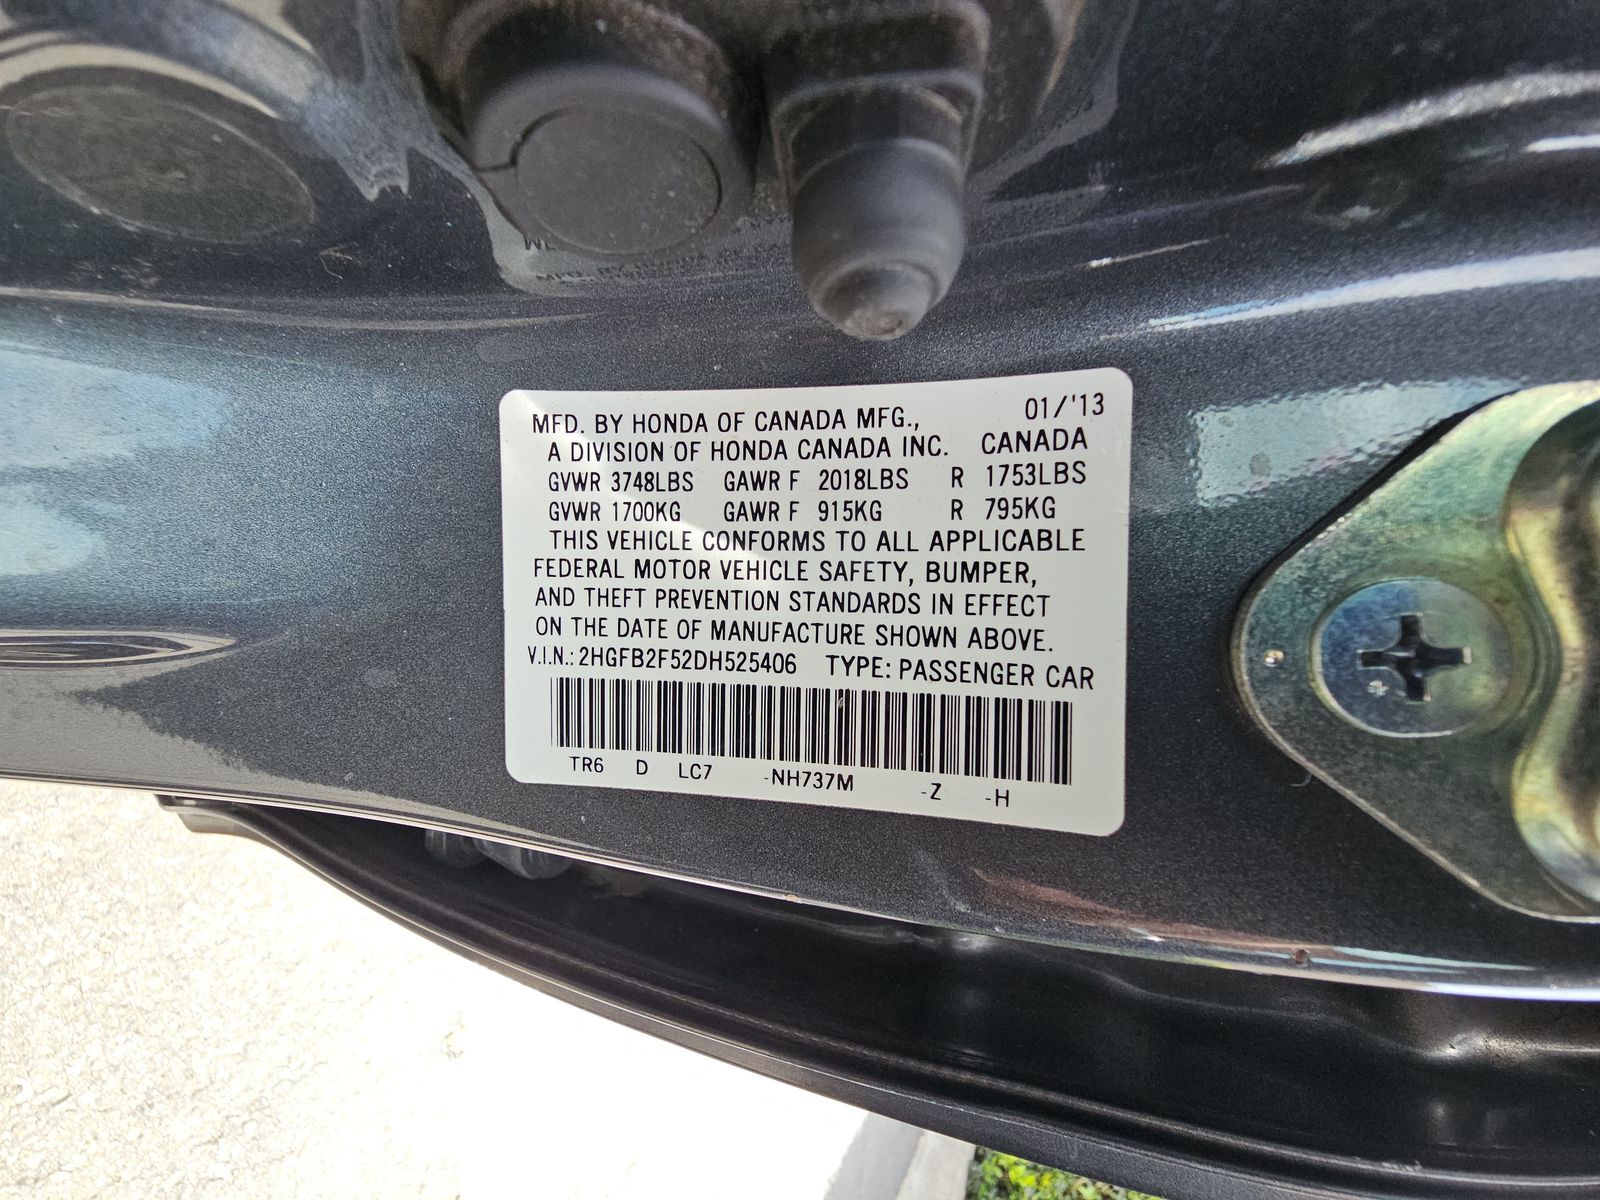 MFD. BY HONDA OF CANADA MFG., 01/'13
A DIVISION OF HONDA CANADA INC. CANADA
GVWR 3748LBS GAWR F 2018LBS R 1753LBS
GVWR 1700KG GAWR F 915KG R 795KG
THIS VEHICLE CONFORMS TO ALL APPLICABLE
FEDERAL MOTOR VEHICLE SAFETY, BUMPER,
AND THEFT PREVENTION STANDARDS IN EFFECT
ON THE DATE OF MANUFACTURE SHOWN ABOVE.
V.I.N.: 2HGFB2F52DH525406 TYPE: PASSENGER CAR
TR6 D LC7 -NH737M -Z -H